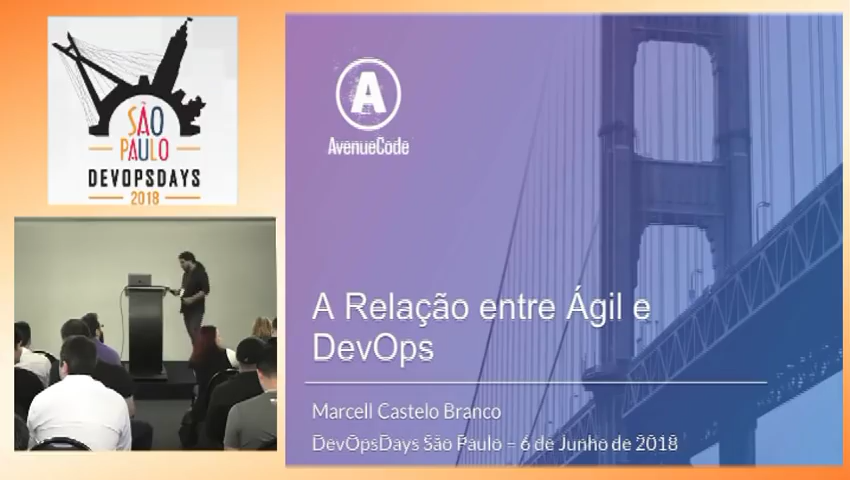 SÃO
PAULO
DEVOPSDAYS
2018
A
AvenueCode
A Relação entre Ágil e
DevOps
Marcell Castelo Branco
DevOpsDays São Paulo – 6 de Junho de 2018